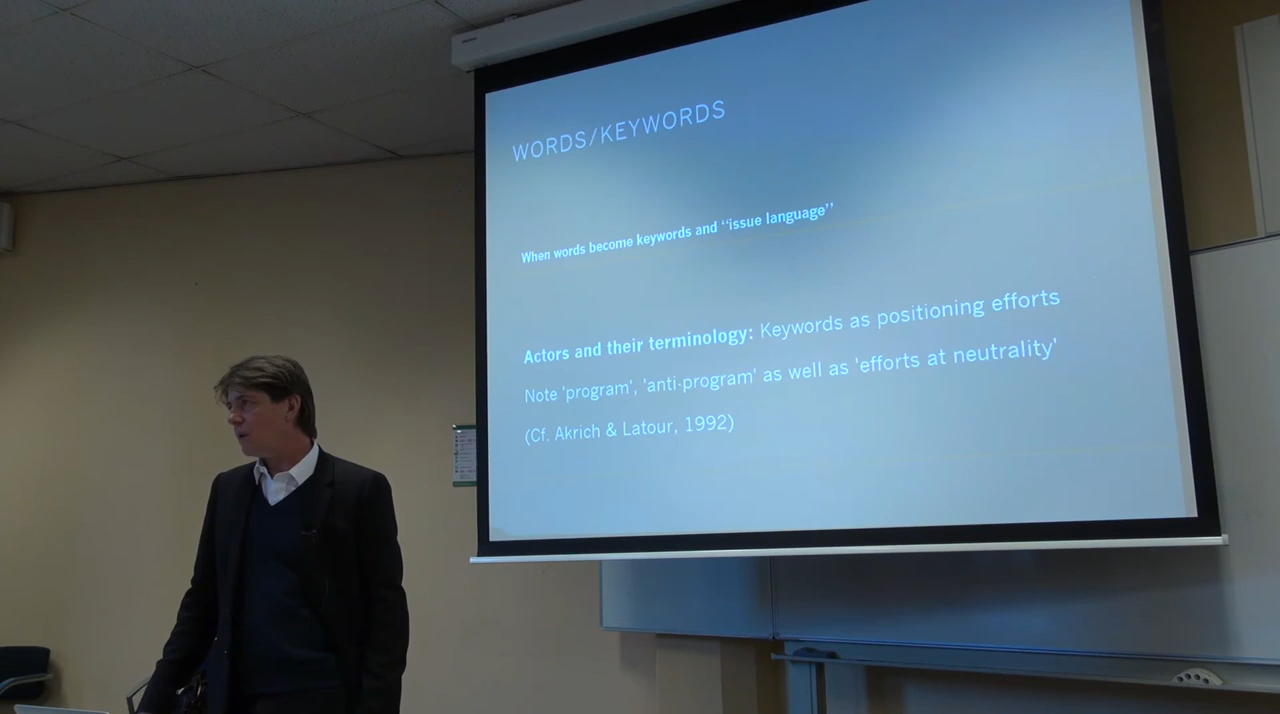 WORDS/KEYWORDS
When words become keywords and “issue language”
Actors and their terminology: Keywords as positioning efforts
Note 'program', 'anti-program' as well as 'efforts at neutrality'
(Cf. Akrich & Latour, 1992)